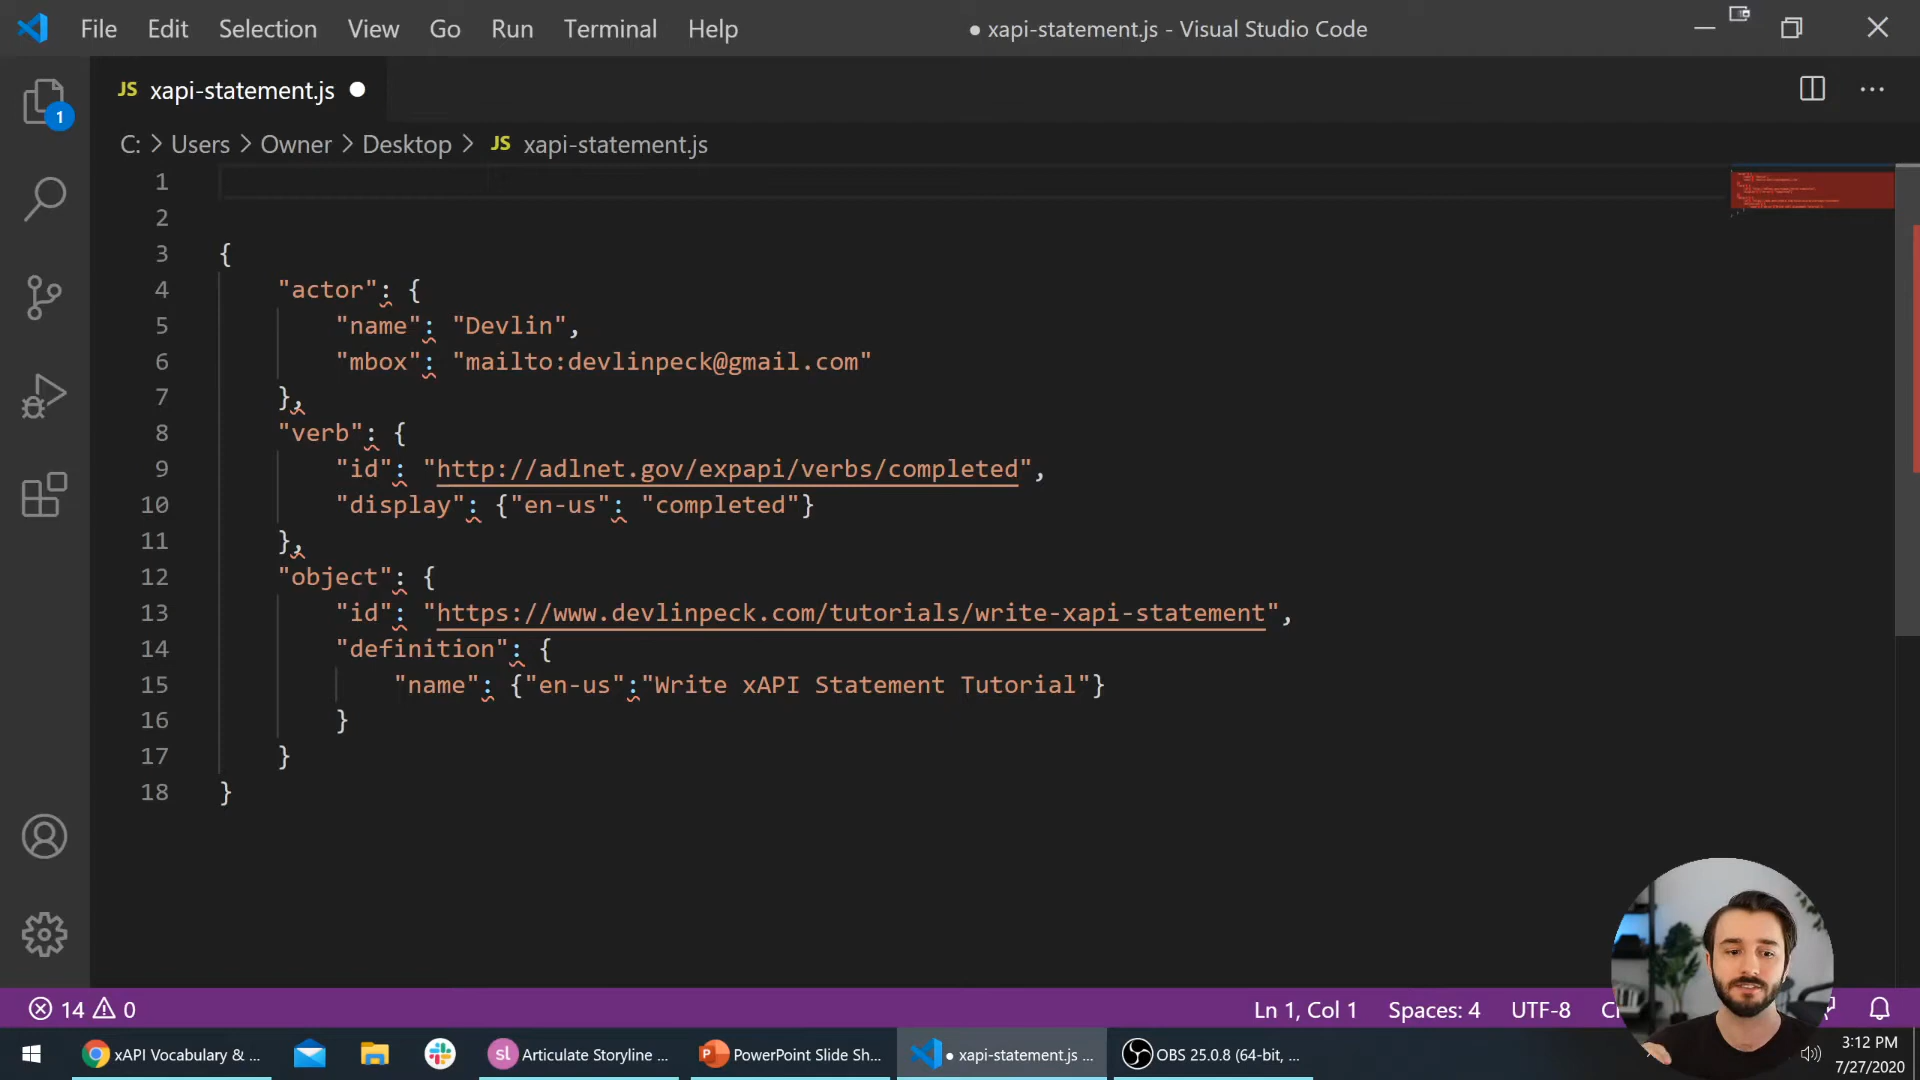 File Edit Selection View Go Run Terminal Help
● xapi-statement.js - Visual Studio Code
JS xapi-statement.js ●
1
C: > Users > Owner > Desktop > JS xapi-statement.js
1
2
3 {
4 "actor": {
5 "name": "Devlin",
6 "mbox": "mailto:devlinpeck@gmail.com"
7 },
8 "verb": {
9 "id": "http://adlnet.gov/expapi/verbs/completed",
10 "display": {"en-us": "completed"}
11 },
12 "object": {
13 "id": "https://www.devlinpeck.com/tutorials/write-xapi-statement",
14 "definition": {
15 "name": {"en-us":"Write xAPI Statement Tutorial"}
16 }
17 }
18 }
14 0
Ln 1, Col 1 Spaces: 4 UTF-8
xAPI Vocabulary & ...
sl Articulate Storyline ...
P PowerPoint Slide Sh...
● xapi-statement.js ...
OBS 25.0.8 (64-bit, ...
3:12 PM
7/27/2020